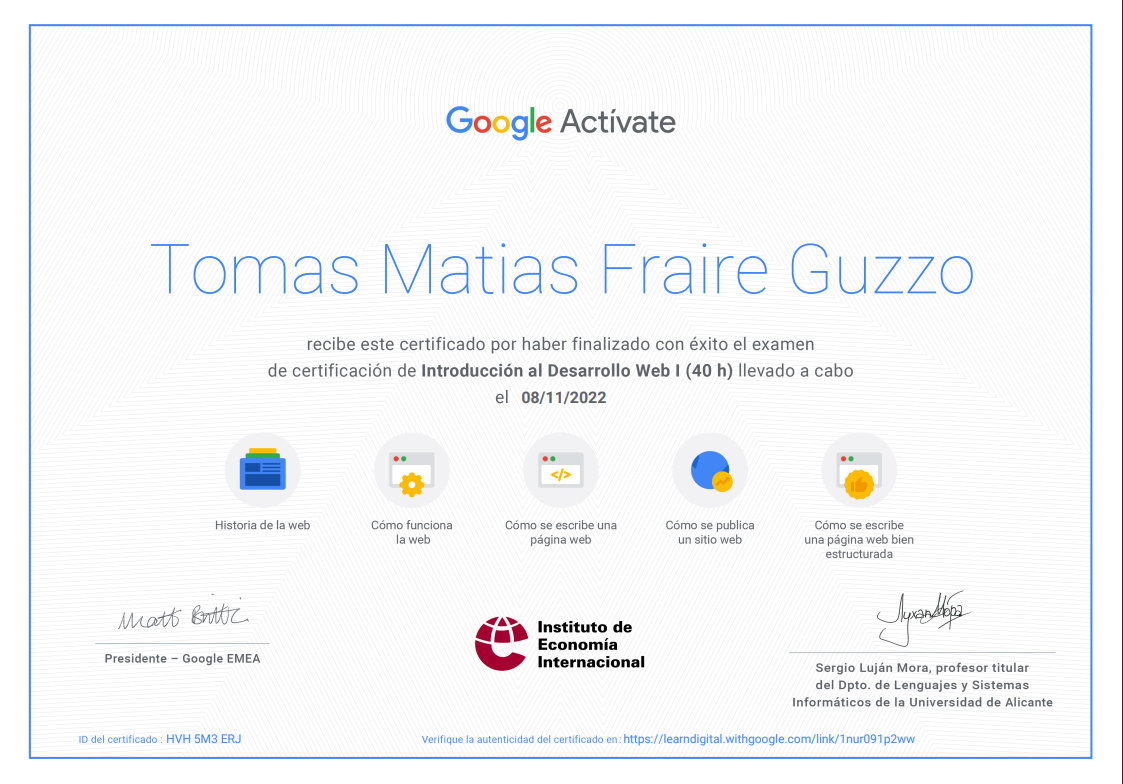 Google Actívate
Tomas Matias Fraire Guzzo
recibe este certificado por haber finalizado con éxito el examen
de certificación de Introducción al Desarrollo Web I (40 h) llevado a cabo
el 08/11/2022
</>
Historia de la web
Cómo funciona
la web
Cómo se escribe una
página web
Cómo se publica
un sitio web
Cómo se escribe
una página web bien
estructurada
Matt
Presidente – Google EMEA
Instituto de
Economía
Internacional
Sergio Luján Mora, profesor titular
del Dpto. de Lenguajes y Sistemas
Informáticos de la Universidad de Alicante
ID del certificado : HVH 5M3 ERJ
Verifique la autenticidad del certificado en : https://learndigital.withgoogle.com/link/1nur091p2ww